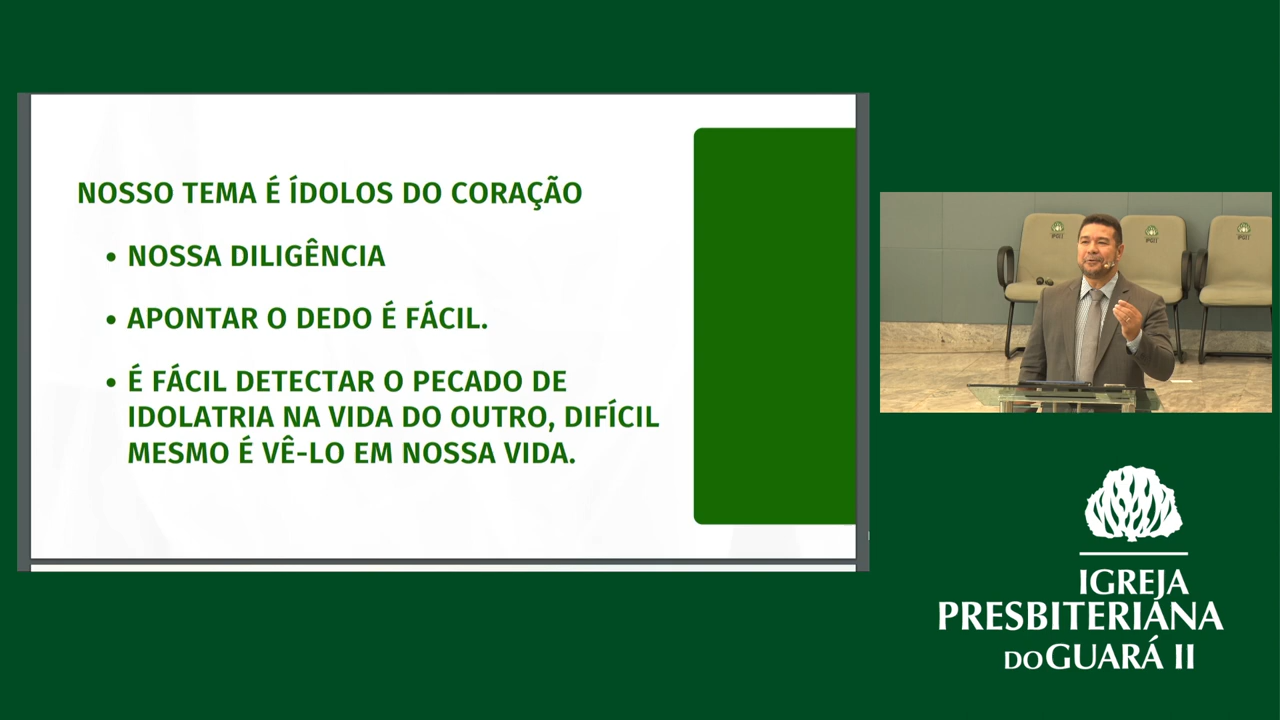 NOSSO TEMA É ÍDOLOS DO CORAÇÃO
• NOSSA DILIGÊNCIA
• APONTAR O DEDO É FÁCIL.
• É FÁCIL DETECTAR O PECADO DE
IDOLATRIA NA VIDA DO OUTRO, DIFÍCIL
MESMO É VÊ-LO EM NOSSA VIDA.
IGREJA
PRESBITERIANA
DO GUARÁ II